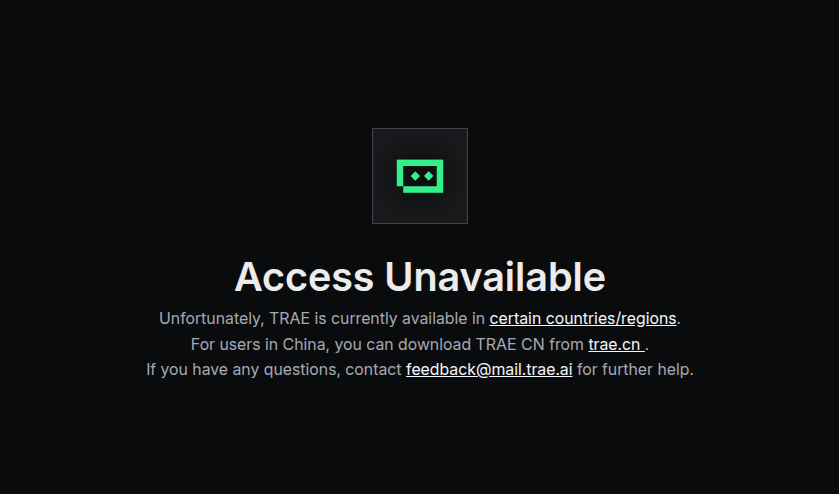 Access Unavailable
Unfortunately, TRAE is currently available in certain countries/regions.
For users in China, you can download TRAE CN from trae.cn .
If you have any questions, contact feedback@mail.trae.ai for further help.